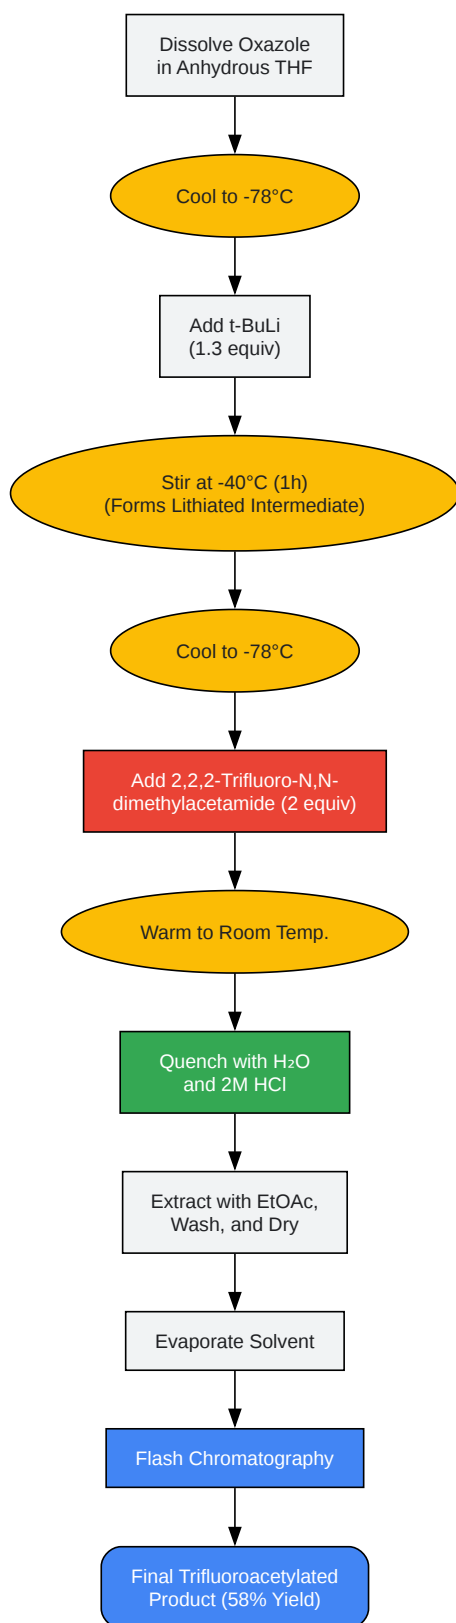 Dissolve Oxazole
in Anhydrous THF
Cool to -78°C
Add t-BuLi
(1.3 equiv)
Stir at -40°C (1h)
(Forms Lithiated Intermediate)
Cool to -78°C
Add 2,2,2-Trifluoro-N,N-
dimethylacetamide (2 equiv)
Warm to Room Temp.
Quench with H₂O
and 2M HCl
Extract with EtOAc,
Wash, and Dry
Evaporate Solvent
Flash Chromatography
Final Trifluoroacetylated
Product (58% Yield)